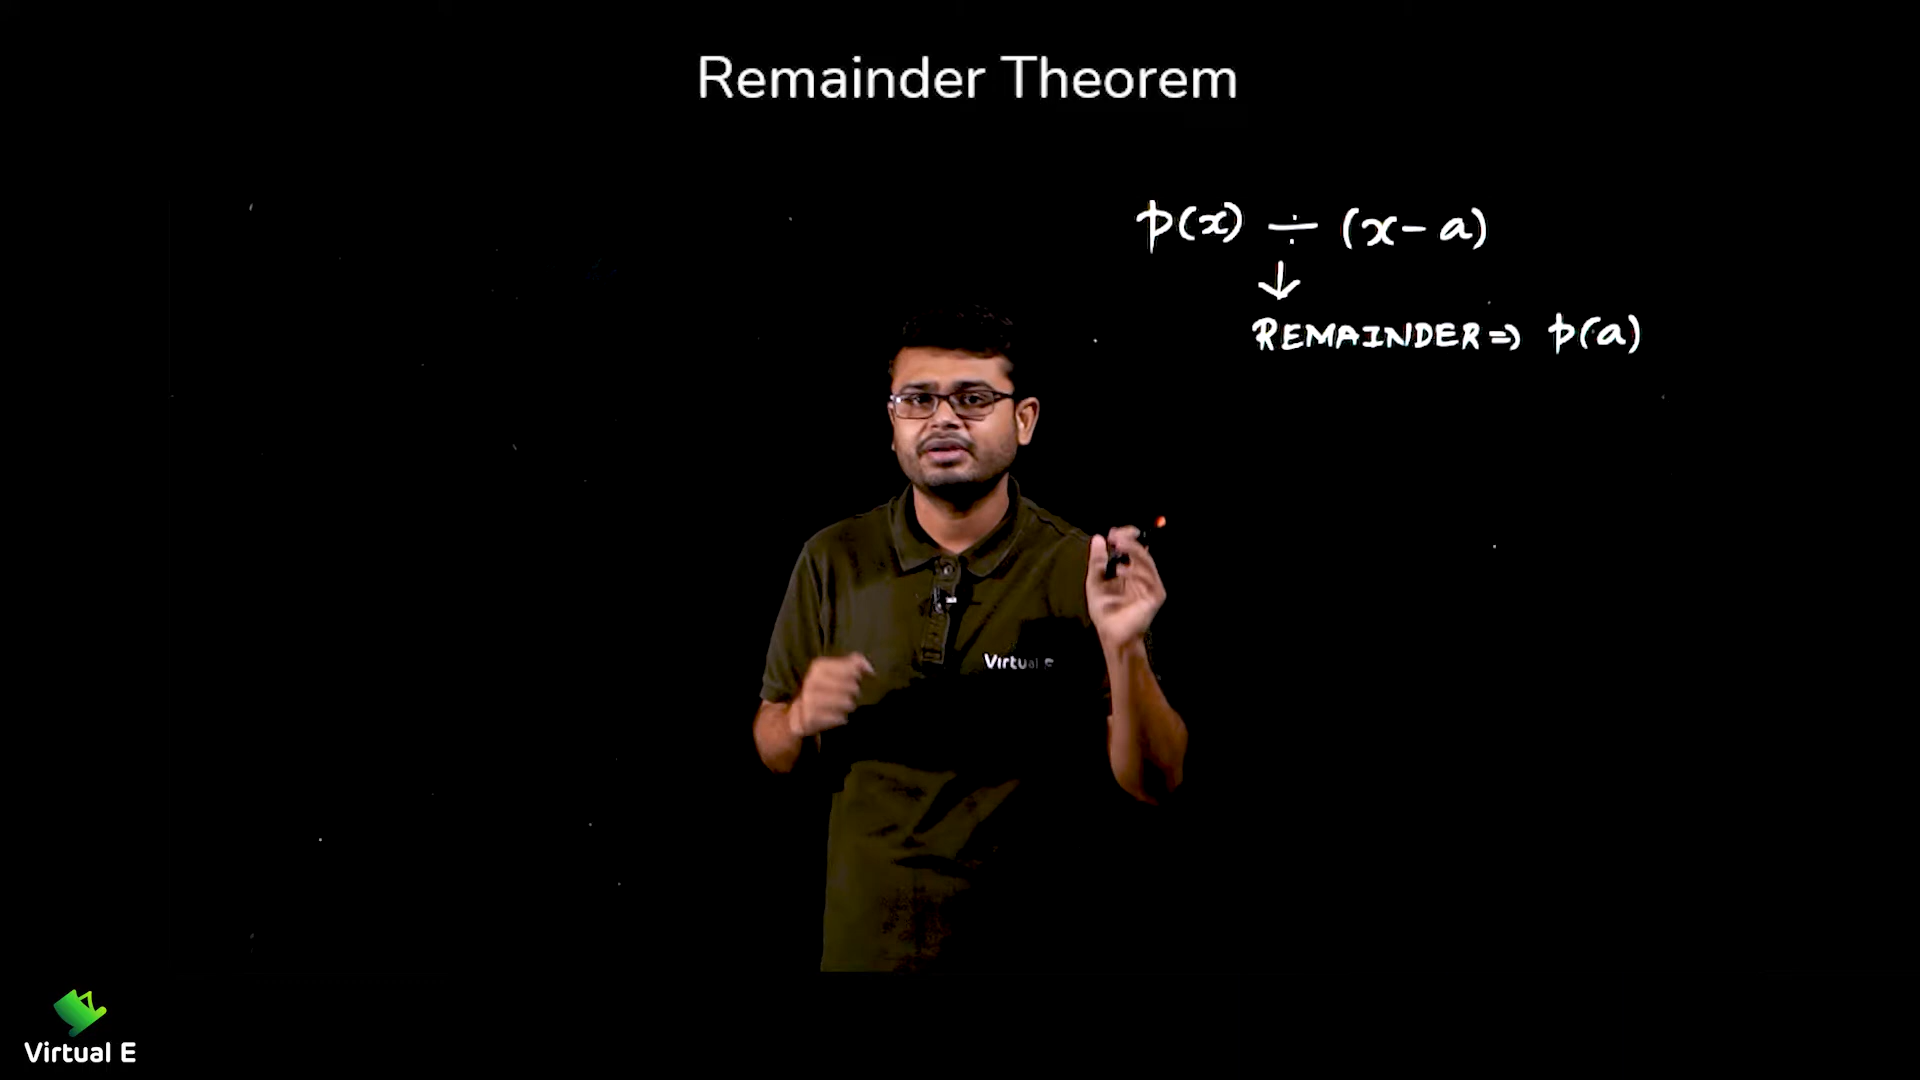 Remainder Theorem
p(x) ÷ (x - a)
↓
REMAINDER ⇒ p(a)
Virtual E
Virtual E